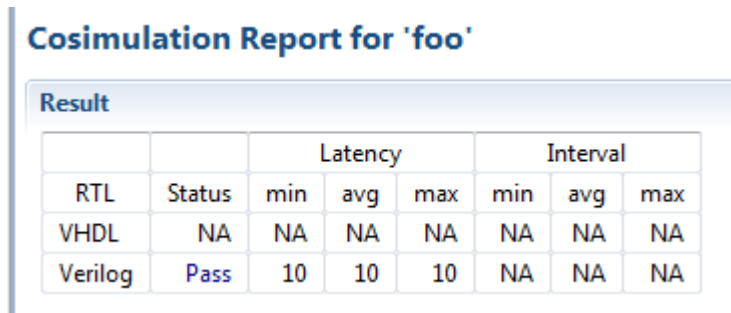 Cosimulation Report for 'foo'
Result
Latency Interval
RTL Status min avg max min avg max
VHDL NA NA NA NA NA NA NA
Verilog Pass 10 10 10 NA NA NA